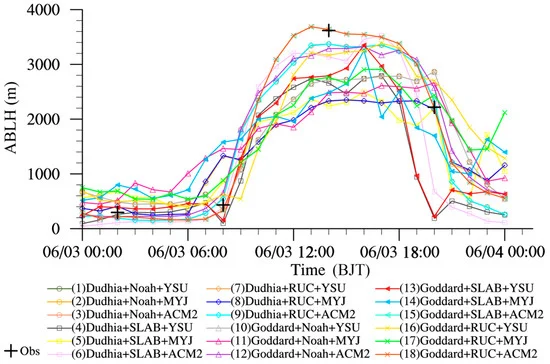 4000
3000
2000
1000
0
ABLH (m)
06/03 00:00 06/03 06:00 06/03 12:00 06/03 18:00 06/04 00:00
Time (BJT)
(1)Dudhia+Noah+YSU (7)Dudhia+RUC+YSU (13)Goddard+SLAB+YSU
(2)Dudhia+Noah+MYJ (8)Dudhia+RUC+MYJ (14)Goddard+SLAB+MYJ
(3)Dudhia+Noah+ACM2 (9)Dudhia+RUC+ACM2 (15)Goddard+SLAB+ACM2
(4)Dudhia+SLAB+YSU (10)Goddard+Noah+YSU (16)Goddard+RUC+YSU
(5)Dudhia+SLAB+MYJ (11)Goddard+Noah+MYJ (17)Goddard+RUC+MYJ
Obs (6)Dudhia+SLAB+ACM2 (12)Goddard+Noah+ACM2 (18)Goddard+RUC+ACM2